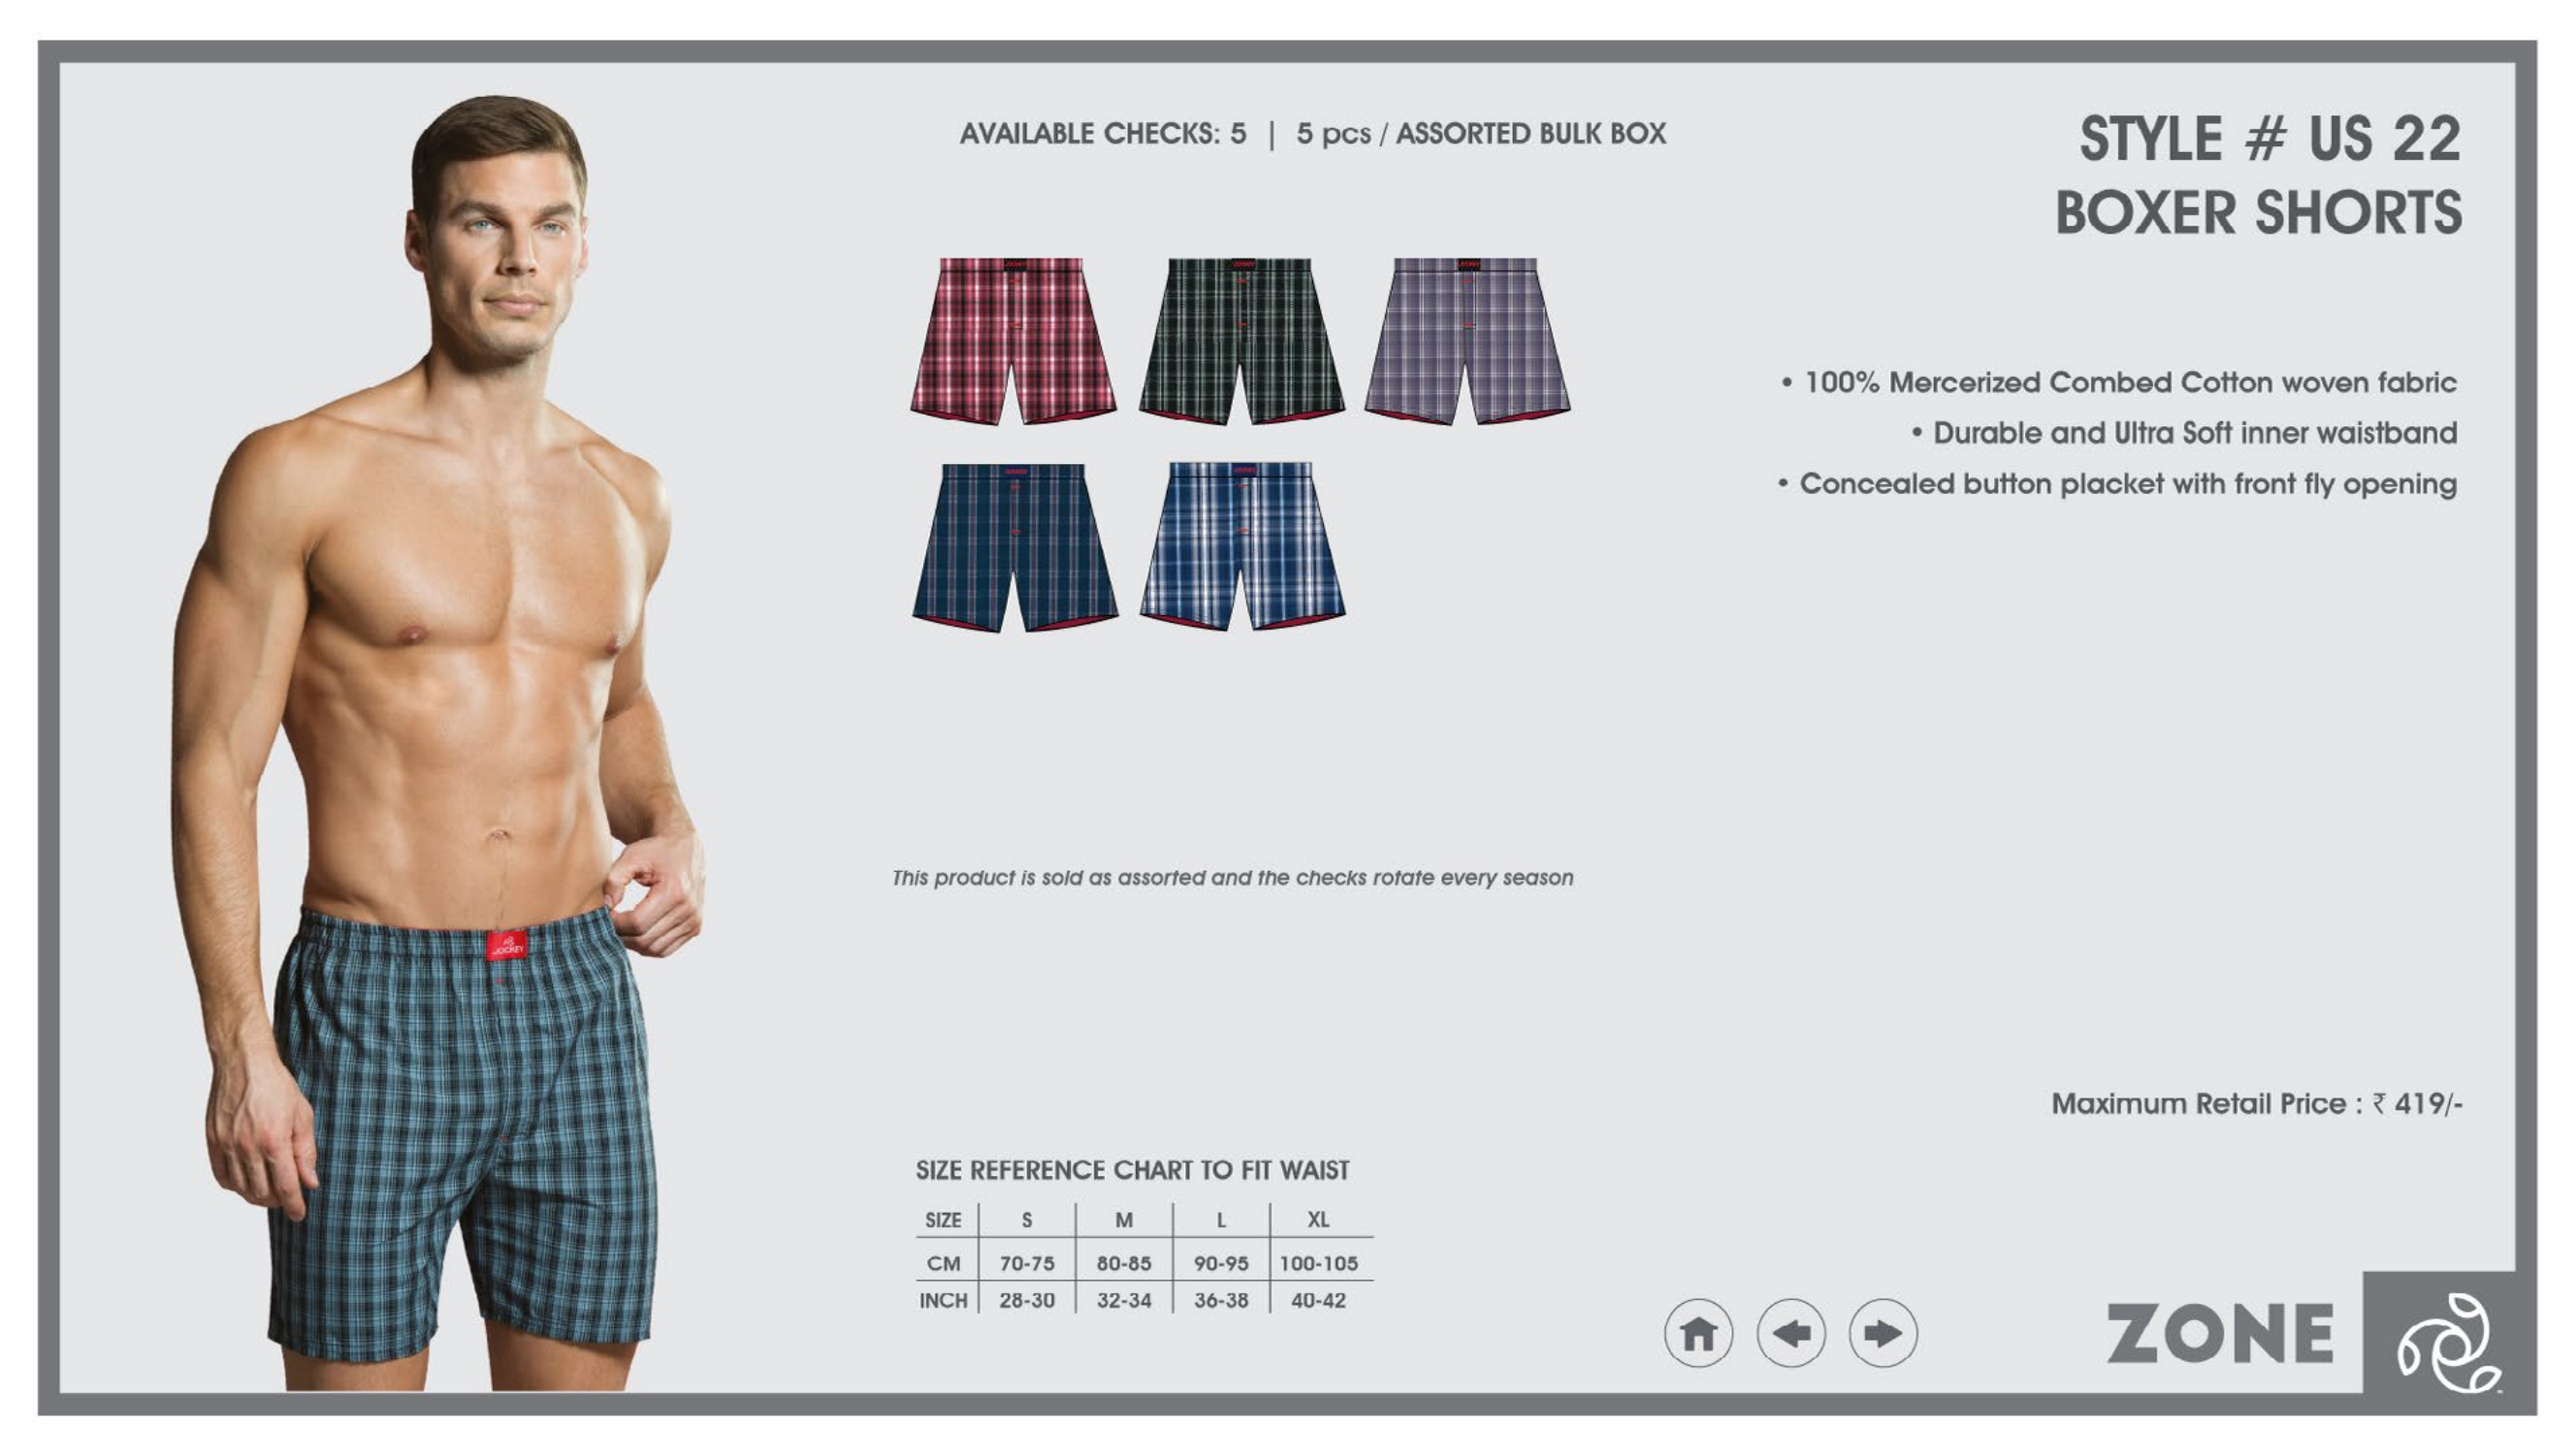 AVAILABLE CHECKS: 5 | 5 pcs / ASSORTED BULK BOX
STYLE # US 22
BOXER SHORTS
• 100% Mercerized Combed Cotton woven fabric
• Durable and Ultra Soft inner waistband
• Concealed button placket with front fly opening
This product is sold as assorted and the checks rotate every season
JOCKEY
Maximum Retail Price : ₹ 419/-
SIZE REFERENCE CHART TO FIT WAIST
SIZE S M L XL
CM 70-75 80-85 90-95 100-105
INCH 28-30 32-34 36-38 40-42
ZONE